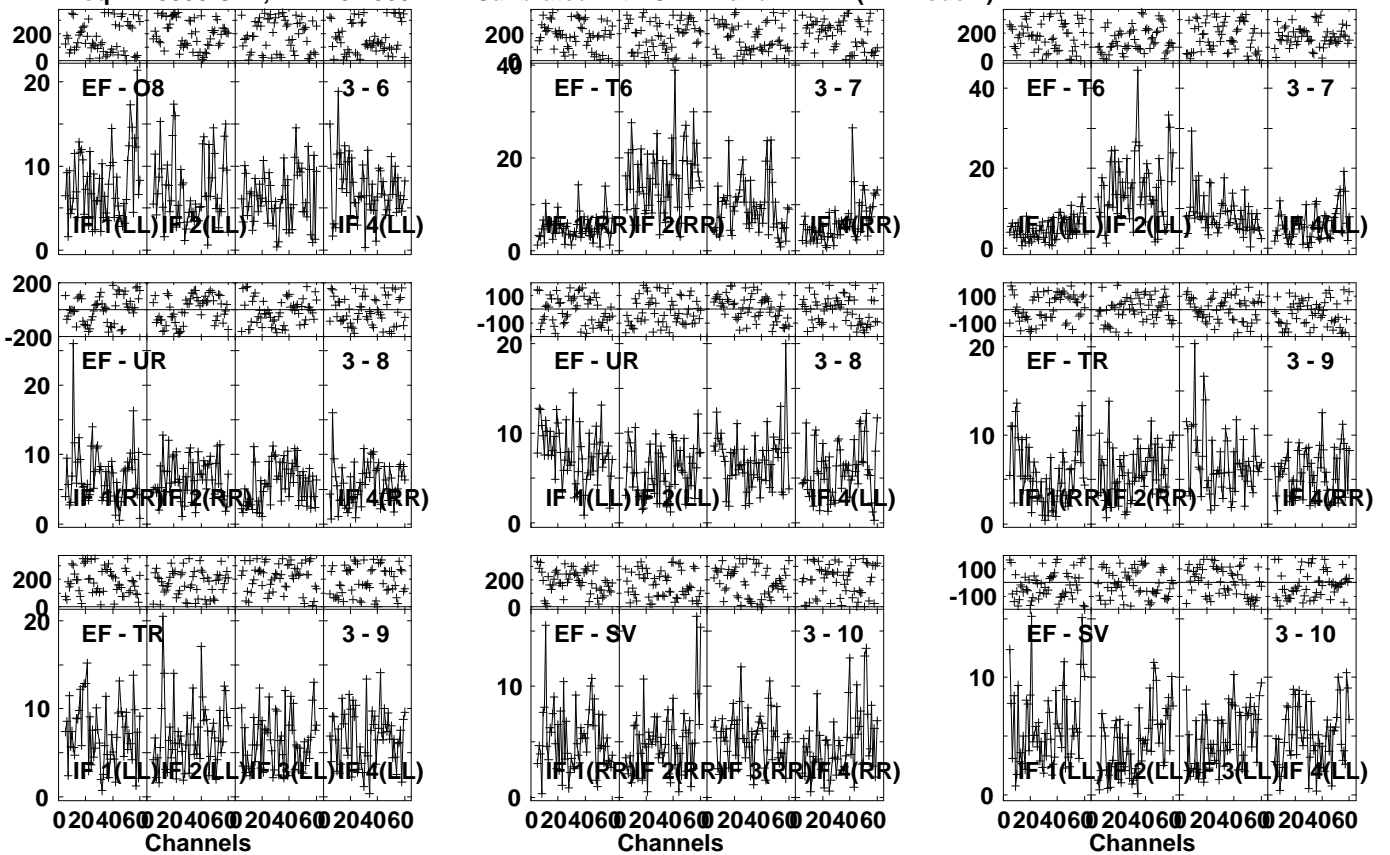 200
0
20
10
0
EF - O8
3 - 6
IF 1(LL)
IF 2(LL)
IF 4(LL)
200
0
40
20
0
EF - T6
3 - 7
IF 1(RR)
IF 2(RR)
IF 4(RR)
200
0
40
20
0
EF - T6
3 - 7
IF 1(LL)
IF 2(LL)
IF 4(LL)
200
-200
20
10
0
EF - UR
3 - 8
IF 1(RR)
IF 2(RR)
IF 4(RR)
100
-100
20
10
0
EF - UR
3 - 8
IF 1(LL)
IF 2(LL)
IF 4(LL)
100
-100
20
10
0
EF - TR
3 - 9
IF 1(RR)
IF 2(RR)
IF 4(RR)
200
0
20
10
0
EF - TR
3 - 9
IF 1(LL)
IF 2(LL)
IF 3(LL)
IF 4(LL)
0 20 40 60 0 20 40 60 0 20 40 60 0 20 40 60
Channels
200
0
10
0
EF - SV
3 - 10
IF 1(RR)
IF 2(RR)
IF 3(RR)
IF 4(RR)
0 20 40 60 0 20 40 60 0 20 40 60 0 20 40 60
Channels
100
-100
10
0
EF - SV
3 - 10
IF 1(LL)
IF 2(LL)
IF 3(LL)
IF 4(LL)
0 20 40 60 0 20 40 60 0 20 40 60 0 20 40 60
Channels